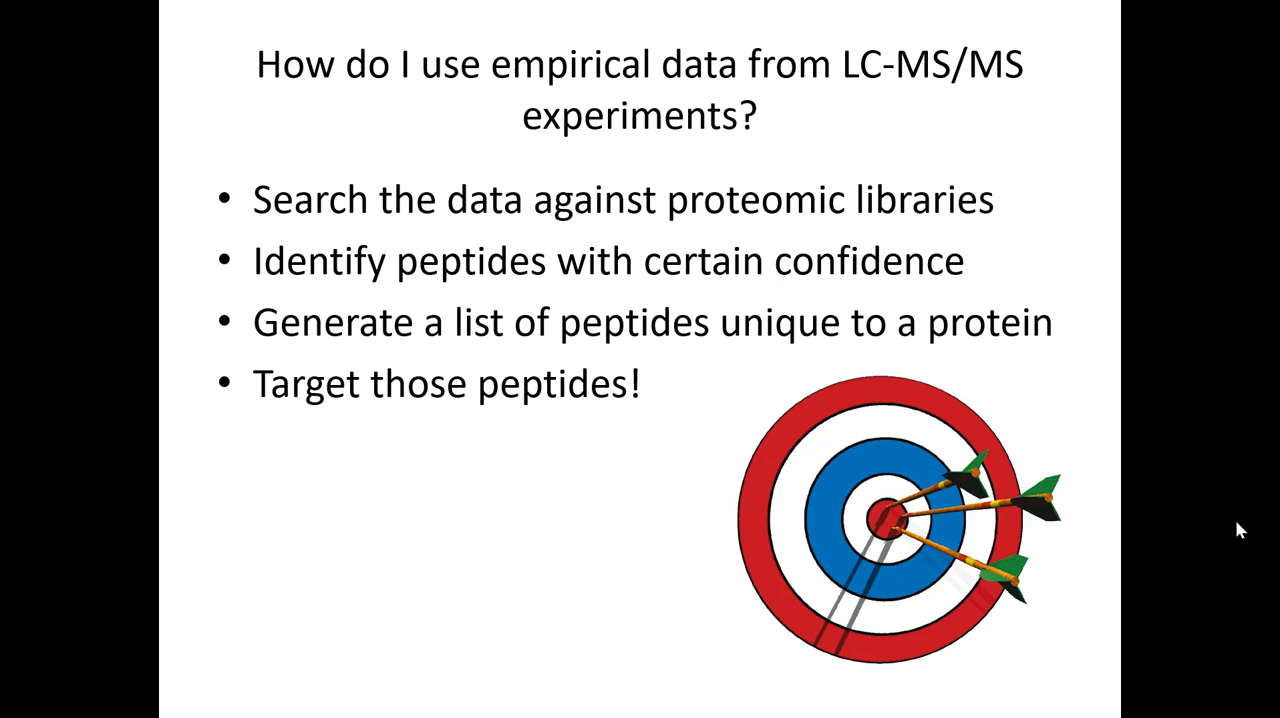 How do I use empirical data from LC-MS/MS
experiments?
• Search the data against proteomic libraries
• Identify peptides with certain confidence
• Generate a list of peptides unique to a protein
• Target those peptides!